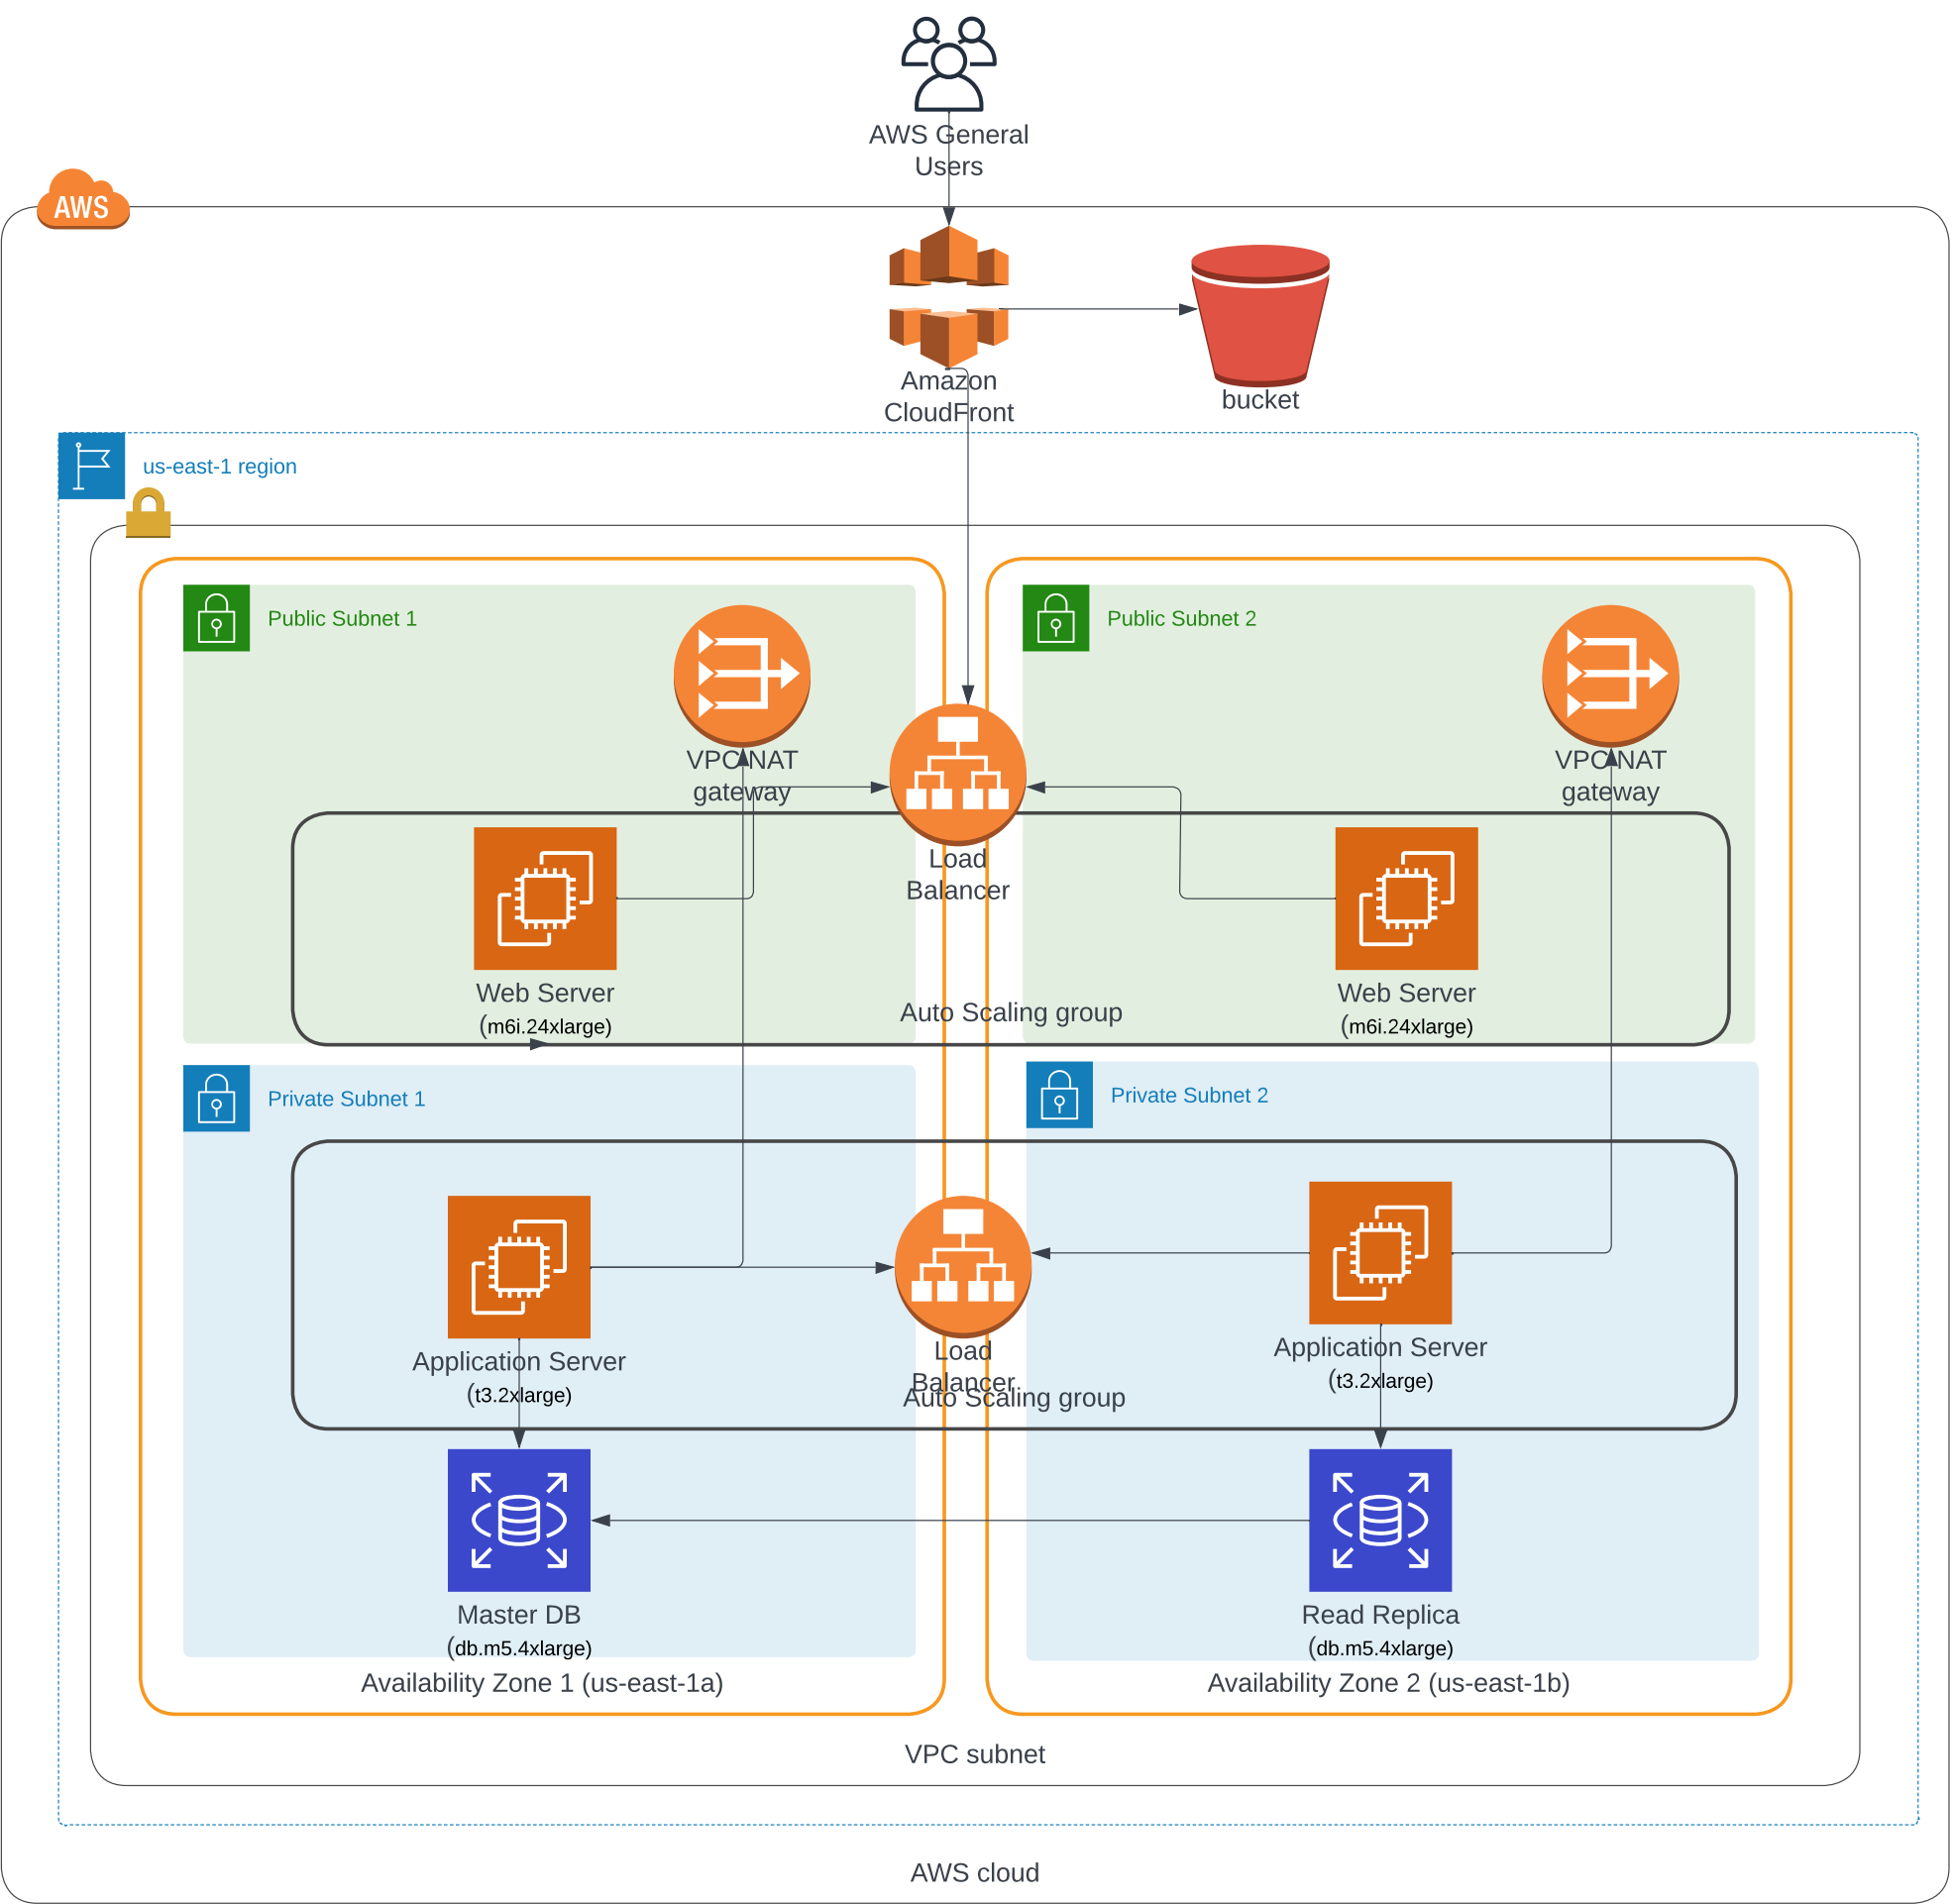 AWS General
Users
AWS
Amazon
CloudFront
bucket
us-east-1 region
Public Subnet 1
Public Subnet 2
VPC NAT
gateway
VPC NAT
gateway
Load
Balancer
Web Server
(m6i.24xlarge)
Web Server
(m6i.24xlarge)
Auto Scaling group
Private Subnet 1
Private Subnet 2
Application Server
(t3.2xlarge)
Load
Balancer
Application Server
(t3.2xlarge)
Auto Scaling group
Master DB
(db.m5.4xlarge)
Read Replica
(db.m5.4xlarge)
Availability Zone 1 (us-east-1a)
Availability Zone 2 (us-east-1b)
VPC subnet
AWS cloud